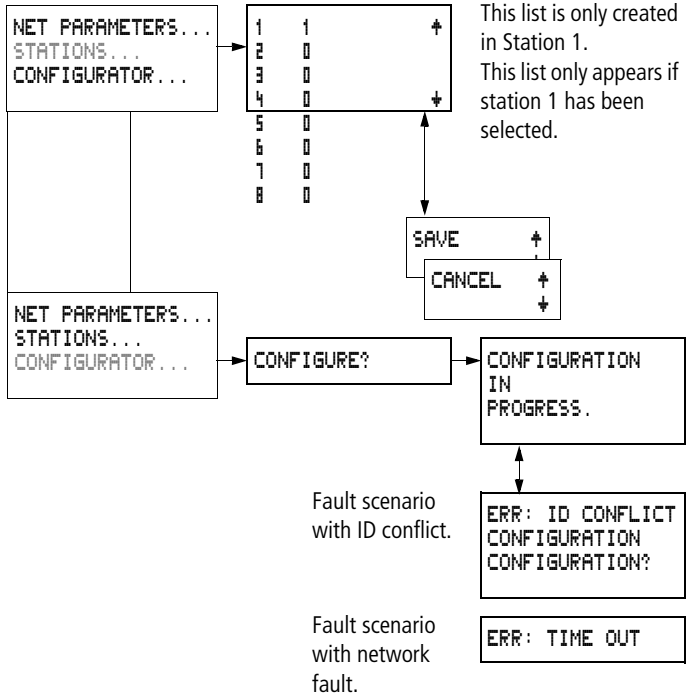 NET PARAMETERS...
STATIONS...
CONFIGURATOR...
1 1
2 0
3 0
4 0
5 0
6 0
7 0
8 0
This list is only created
in Station 1.
This list only appears if
station 1 has been
selected.
SAVE
CANCEL
NET PARAMETERS...
STATIONS...
CONFIGURATOR...
CONFIGURE?
CONFIGURATION
IN
PROGRESS.
Fault scenario
with ID conflict.
ERR: ID CONFLICT
CONFIGURATION
CONFIGURATION?
Fault scenario
with network
fault.
ERR: TIME OUT